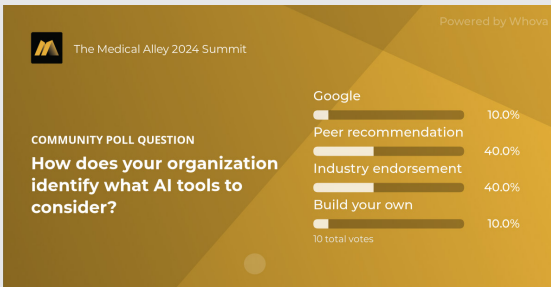 Powered by Whova
The Medical Alley 2024 Summit
COMMUNITY POLL QUESTION
How does your organization
identify what AI tools to
consider?
Google
10.0%
Peer recommendation
40.0%
Industry endorsement
40.0%
Build your own
10.0%
10 total votes